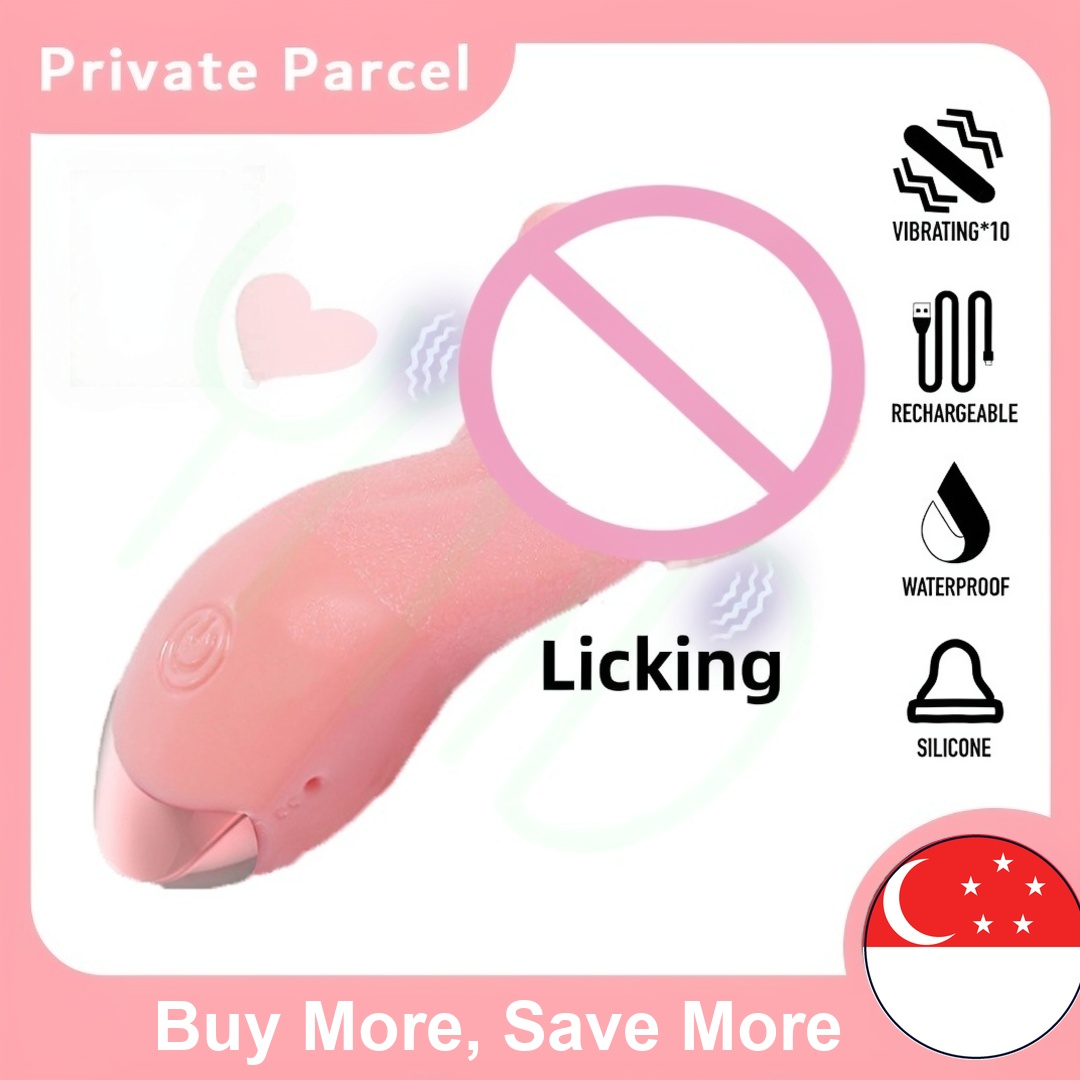 Private Parcel
VIBRATING*10
RECHARGEABLE
WATERPROOF
Licking
SILICONE
Buy More, Save More